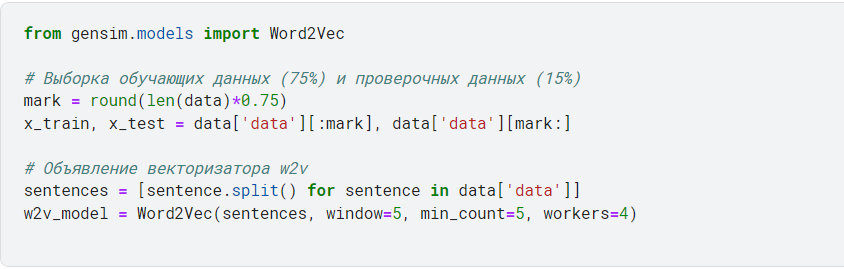 from gensim.models import Word2Vec
# Выборка обучающих данных (75%) и проверочных данных (15%)
mark = round(len(data)*0.75)
x_train, x_test = data['data'][:mark], data['data'][mark:]
# Объявление векторизатора w2v
sentences = [sentence.split() for sentence in data['data']]
w2v_model = Word2Vec(sentences, window=5, min_count=5, workers=4)